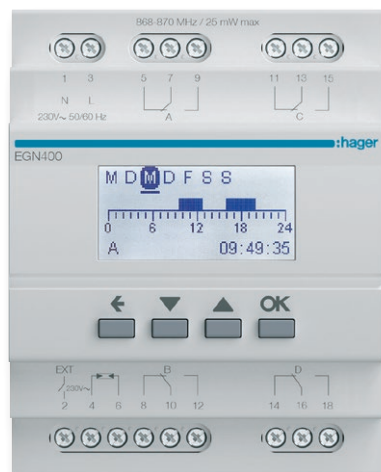 868-870 MHz / 25 mW max
1 3 5 7 9 11 13 15
N L A C
230V~ 50/60 Hz
:hager
EGN400
M D M D F S S
0 6 12 18 24
A 09:49:35
OK
EXT B D
230V~
2 4 6 8 10 12 14 16 18